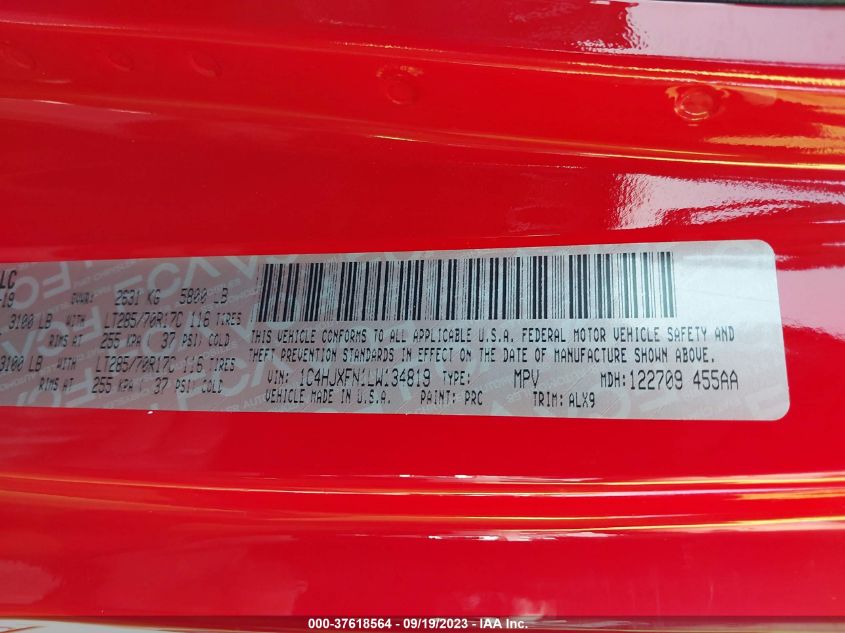 LLC
-19 GVWR: 2631 KG 5800 LB
3100 LB WITH LT285/70R17C 116 TIRES
RIMS AT 255 KPA ( 37 PSI) COLD
3100 LB WITH LT285/70R17C 116 TIRES
RIMS AT 255 KPA ( 37 PSI) COLD
THIS VEHICLE CONFORMS TO ALL APPLICABLE U.S.A. FEDERAL MOTOR VEHICLE SAFETY AND
THEFT PREVENTION STANDARDS IN EFFECT ON THE DATE OF MANUFACTURE SHOWN ABOVE.
VIN: 1C4HJXFN1LW134819 TYPE: MPV MDH: 122709 455AA
VEHICLE MADE IN U.S.A. PAINT: PRC TRIM: ALX9
000-37618564 - 09/19/2023 - IAA Inc.